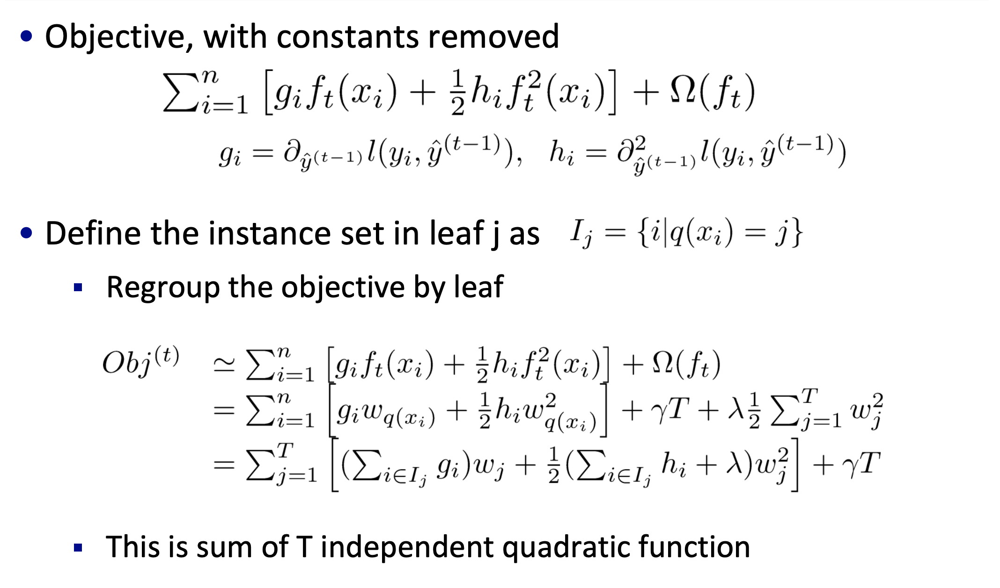 • Objective, with constants removed
$\sum_{i=1}^{n} \left[ g_i f_t(x_i) + \frac{1}{2} h_i f_t^2(x_i) \right] + \Omega(f_t)$
$g_i = \partial_{\hat{y}^{(t-1)}} l(y_i, \hat{y}^{(t-1)}), \quad h_i = \partial^2_{\hat{y}^{(t-1)}} l(y_i, \hat{y}^{(t-1)})$
• Define the instance set in leaf j as $I_j = \{i | q(x_i) = j\}$
▪ Regroup the objective by leaf
$Obj^{(t)} \simeq \sum_{i=1}^{n} \left[ g_i f_t(x_i) + \frac{1}{2} h_i f_t^2(x_i) \right] + \Omega(f_t)$
$= \sum_{i=1}^{n} \left[ g_i w_{q(x_i)} + \frac{1}{2} h_i w_{q(x_i)}^2 \right] + \gamma T + \lambda \frac{1}{2} \sum_{j=1}^{T} w_j^2$
$= \sum_{j=1}^{T} \left[ (\sum_{i \in I_j} g_i) w_j + \frac{1}{2} (\sum_{i \in I_j} h_i + \lambda) w_j^2 \right] + \gamma T$
▪ This is sum of T independent quadratic function